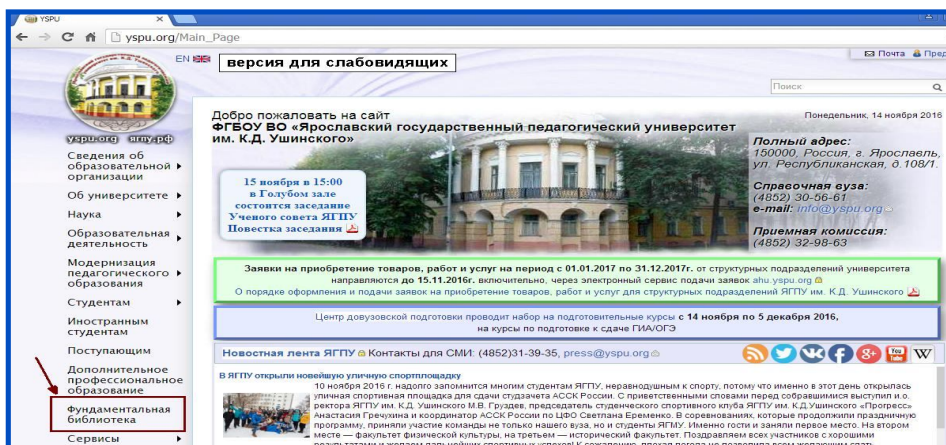 YSPU
yspu.org/Main_Page
EN
версия для слабовидящих
Почта
Поиск
yspu.org ягпу.рф
Сведения об
образовательной
организации
Об университете
Наука
Образовательная
деятельность
Модернизация
педагогического
образования
Студентам
Иностранным
студентам
Поступающим
Дополнительное
профессиональное
образование
Фундаментальная
библиотека
Сервисы
Добро пожаловать на сайт
ФГБОУ ВО «Ярославский государственный педагогический университет
им. К.Д. Ушинского»
Понедельник, 14 ноября 2016
15 ноября в 15:00
в Голубом зале
состоится заседание
Ученого совета ЯГПУ
Повестка заседания
Полный адрес:
150000, Россия, г. Ярославль,
ул. Республиканская, д.108/1.
Справочная вуза:
(4852) 30-56-61
e-mail: info@yspu.org
Приемная комиссия:
(4852) 32-98-63
Заявки на приобретение товаров, работ и услуг на период с 01.01.2017 по 31.12.2017г. от структурных подразделений университета
направляются до 15.11.2016г. включительно, через электронный сервис подачи заявок ahu.yspu.org
О порядке оформления и подачи заявок на приобретение товаров, работ и услуг для структурных подразделений ЯГПУ им. К.Д. Ушинского
Центр довузовской подготовки проводит набор на подготовительные курсы с 14 ноября по 5 декабря 2016,
на курсы по подготовке к сдаче ГИА/ОГЭ
Новостная лента ЯГПУ Контакты для СМИ: (4852)31-39-35, press@yspu.org
В ЯГПУ открыли новейшую уличную спортплощадку
10 ноября 2016 г. надолго запомнится многим студентам ЯГПУ, неравнодушным к спорту, потому что именно в этот день открылась
уличная спортивная площадка для сдачи студзачета АССК России. С приветственными словами перед собравшимися выступил и.о.
ректора ЯГПУ им. К.Д. Ушинского М.В. Груздев, председатель студенческого спортивного клуба ЯГПУ им. К.Д.Ушинского «Прогресс»
Анастасия Гречухина и координатор АССК России по ЦФО Светлана Еременко. В соревнованиях, которые продолжили праздничную
программу, приняли участие команды не только нашего вуза, но и студенты ЯГМУ. Именно гости и заняли первое место. На втором
месте — факультет физической культуры, на третьем — исторический факультет. Поздравляем всех участников с хорошими